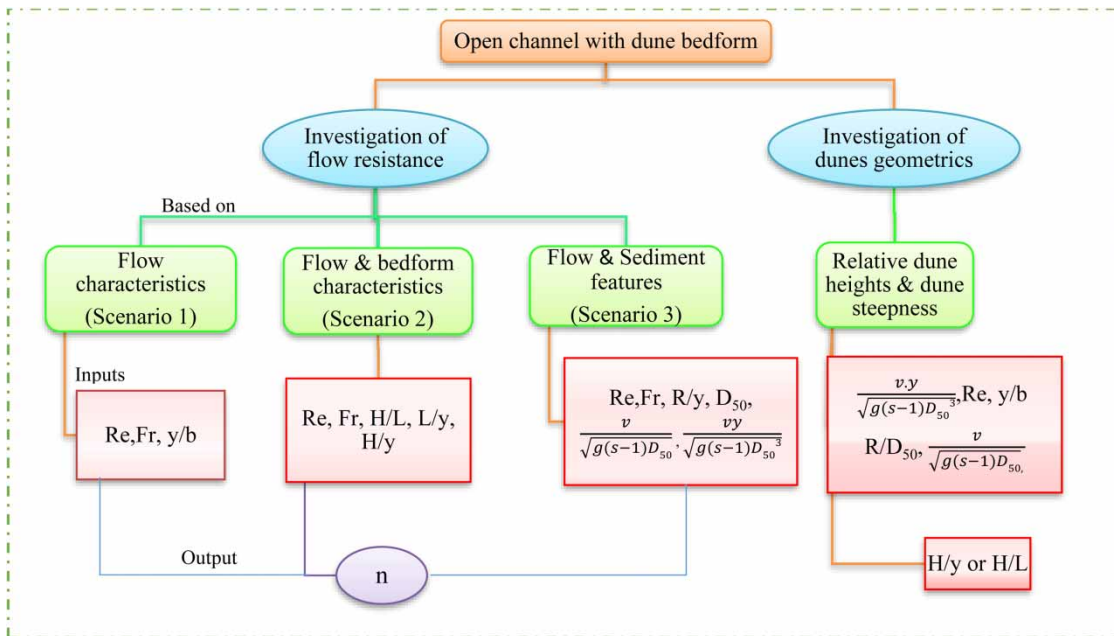 Open channel with dune bedform
Investigation of
flow resistance
Investigation of
dunes geometrics
Based on
Flow
characteristics
(Scenario 1)
Flow & bedform
characteristics
(Scenario 2)
Flow & Sediment
features
(Scenario 3)
Relative dune
heights & dune
steepness
Inputs
Re,Fr, y/b
Re, Fr, H/L, L/y,
H/y
Re,Fr, R/y, D₅₀,
v/√(g(s−1)D₅₀), vy/√(g(s−1)D₅₀³)
v.y/√(g(s−1)D₅₀³),Re, y/b
R/D₅₀, v/√(g(s−1)D₅₀,)
Output
n
H/y or H/L